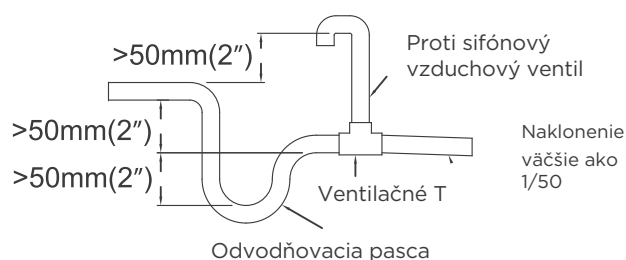 >50mm(2″)
Proti sifónový
vzduchový ventil
>50mm(2″)
>50mm(2″)
Naklonenie
väčšie ako
1/50
Ventilačné T
Odvodňovacia pasca